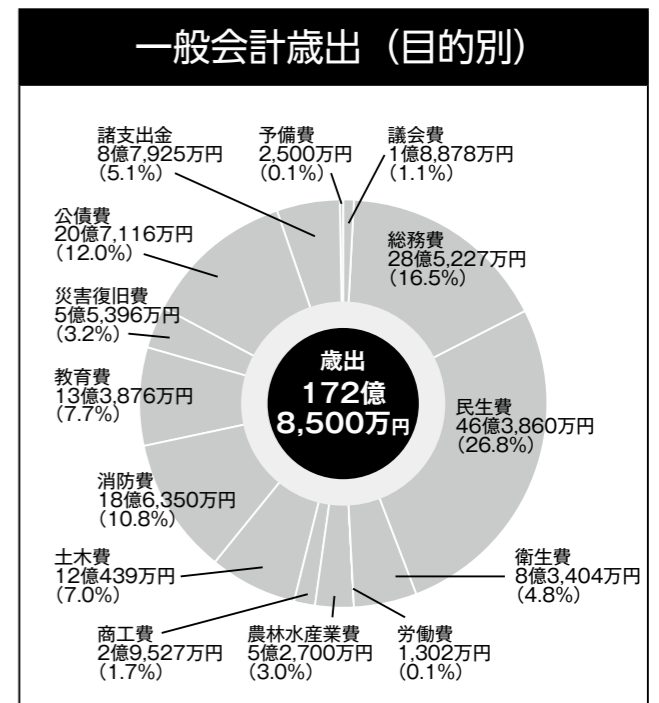 一般会計歳出（目的別）
諸支出金
8億7,925万円
（5.1%）
予備費
2,500万円
（0.1%）
議会費
1億8,878万円
（1.1%）
公債費
20億7,116万円
（12.0%）
総務費
28億5,227万円
（16.5%）
災害復旧費
5億5,396万円
（3.2%）
歳出
172億
8,500万円
教育費
13億3,876万円
（7.7%）
民生費
46億3,860万円
（26.8%）
消防費
18億6,350万円
（10.8%）
土木費
12億439万円
（7.0%）
衛生費
8億3,404万円
（4.8%）
商工費
2億9,527万円
（1.7%）
農林水産業費
5億2,700万円
（3.0%）
労働費
1,302万円
（0.1%）